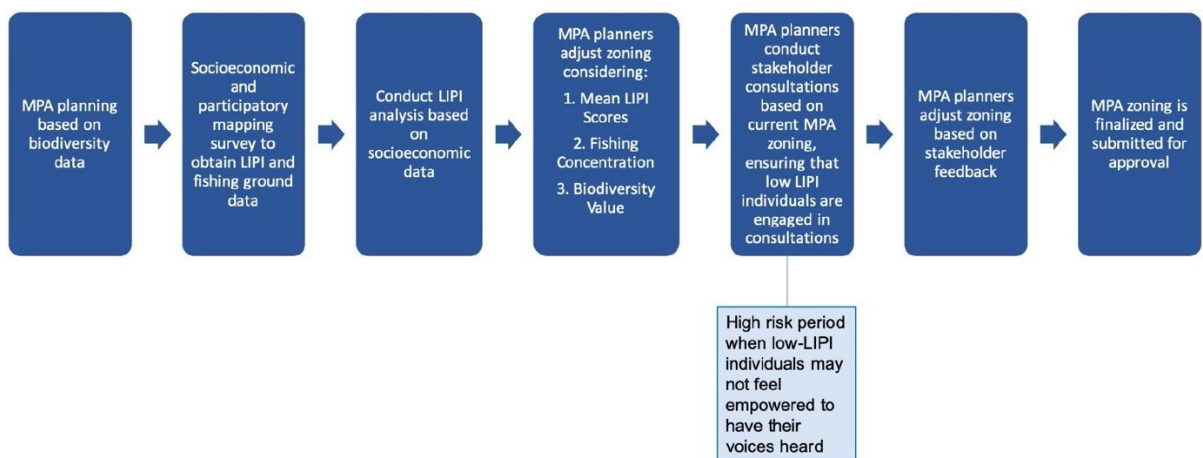 MPA planning
based on
biodiversity
data
Socioeconomic
and
participatory
mapping
survey to
obtain LIPI and
fishing ground
data
Conduct LIPI
analysis based
on
socioeconomic
data
MPA planners
adjust zoning
considering:
1. Mean LIPI
Scores
2. Fishing
Concentration
3. Biodiversity
Value
MPA planners
conduct
stakeholder
consultations
based on
current MPA
zoning,
ensuring that
low LIPI
individuals are
engaged in
consultations
High risk period
when low-LIPI
individuals may
not feel
empowered to
have their
voices heard
MPA planners
adjust zoning
based on
stakeholder
feedback
MPA zoning is
finalized and
submitted for
approval